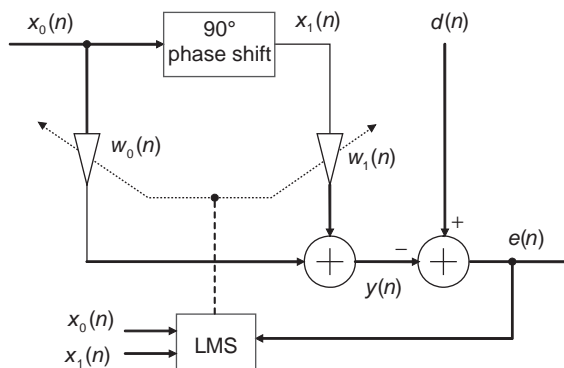 x0(n)
90°
phase shift
x1(n)
d(n)
w0(n)
w1(n)
+
−
e(n)
y(n)
x0(n)
x1(n)
LMS